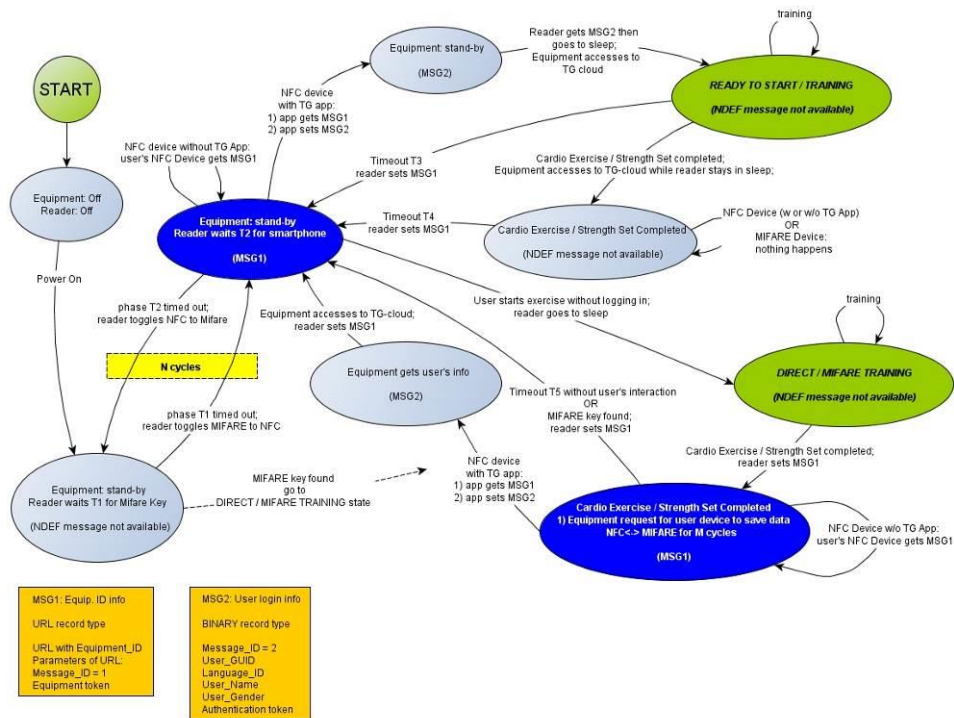 training
Equipment: stand-by
(MSG2)
Reader gets MSG2 then
goes to sleep;
Equipment accesses to
TG cloud
START
READY TO START / TRAINING
(NDEF message not available)
NFC device
with TG app:
1) app gets MSG1
2) app sets MSG2
NFC device without TG App:
user's NFC Device gets MSG1
Timeout T3
reader sets MSG1
Cardio Exercise / Strength Set completed;
Equipment accesses to TG-cloud while reader stays in sleep;
Equipment: Off
Reader: Off
Equipment: stand-by
Reader waits T2 for smartphone
(MSG1)
Timeout T4
reader sets MSG1
Cardio Exercise / Strength Set Completed
(NDEF message not available)
NFC Device (w or w/o TG App)
OR
MIFARE Device:
nothing happens
Power On
phase T2 timed out;
reader toggles NFC to Mifare
Equipment accesses to TG-cloud;
reader sets MSG1
User starts exercise without logging in;
reader goes to sleep
training
N cycles
Equipment gets user's info
(MSG2)
DIRECT / MIFARE TRAINING
(NDEF message not available)
Timeout T5 without user's interaction
OR
MIFARE key found;
reader sets MSG1
phase T1 timed out;
reader toggles MIFARE to NFC
Cardio Exercise / Strength Set completed;
reader sets MSG1
Equipment: stand-by
Reader waits T1 for Mifare Key
(NDEF message not available)
MIFARE key found
go to
DIRECT / MIFARE TRAINING state
NFC device
with TG app:
1) app gets MSG1
2) app sets MSG2
Cardio Exercise / Strength Set Completed
1) Equipment request for user device to save data
NFC<-> MIFARE for M cycles
(MSG1)
NFC Device w/o TG App:
user's NFC Device gets MSG1
MSG1: Equip. ID info
URL record type
URL with Equipment_ID
Parameters of URL:
Message_ID = 1
Equipment token
MSG2: User login info
BINARY record type
Message_ID = 2
User_GUID
Language_ID
User_Name
User_Gender
Authentication token